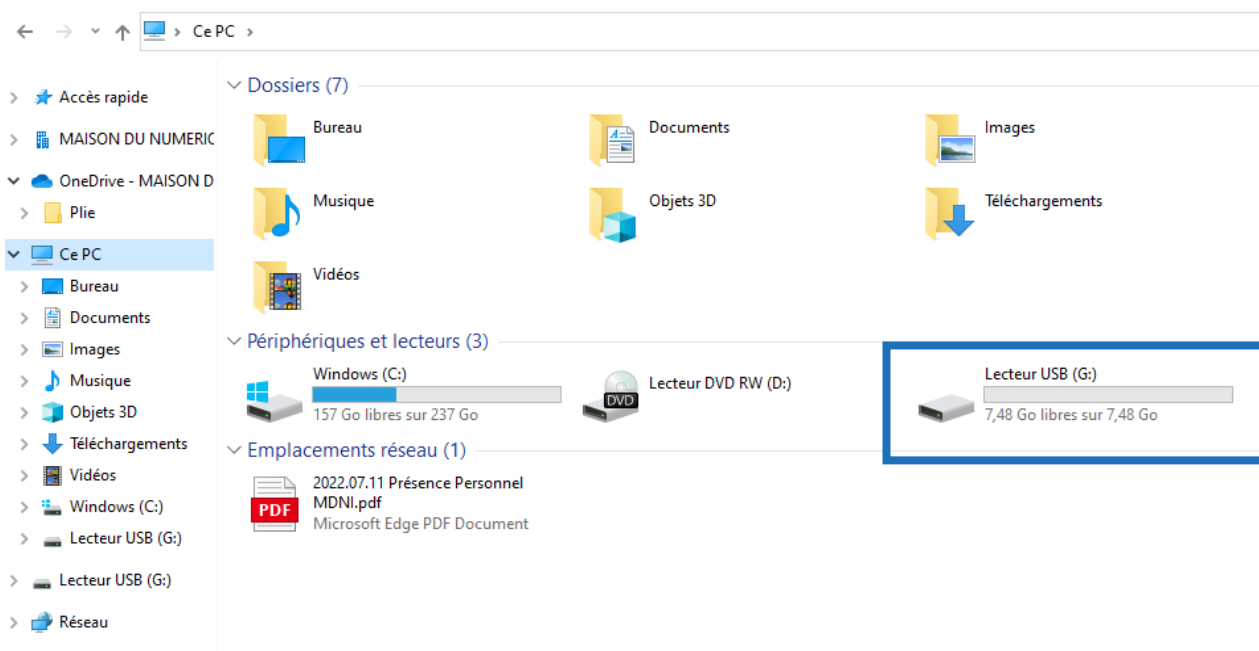 Ce PC
Accès rapide
MAISON DU NUMERIC
OneDrive - MAISON D
Plie
Ce PC
Bureau
Documents
Images
Musique
Objets 3D
Téléchargements
Vidéos
Windows (C:)
Lecteur USB (G:)
Lecteur USB (G:)
Réseau
Dossiers (7)
Bureau
Documents
Images
Musique
Objets 3D
Téléchargements
Vidéos
Périphériques et lecteurs (3)
Windows (C:)
157 Go libres sur 237 Go
DVD
Lecteur DVD RW (D:)
Lecteur USB (G:)
7,48 Go libres sur 7,48 Go
Emplacements réseau (1)
PDF
2022.07.11 Présence Personnel
MDNI.pdf
Microsoft Edge PDF Document